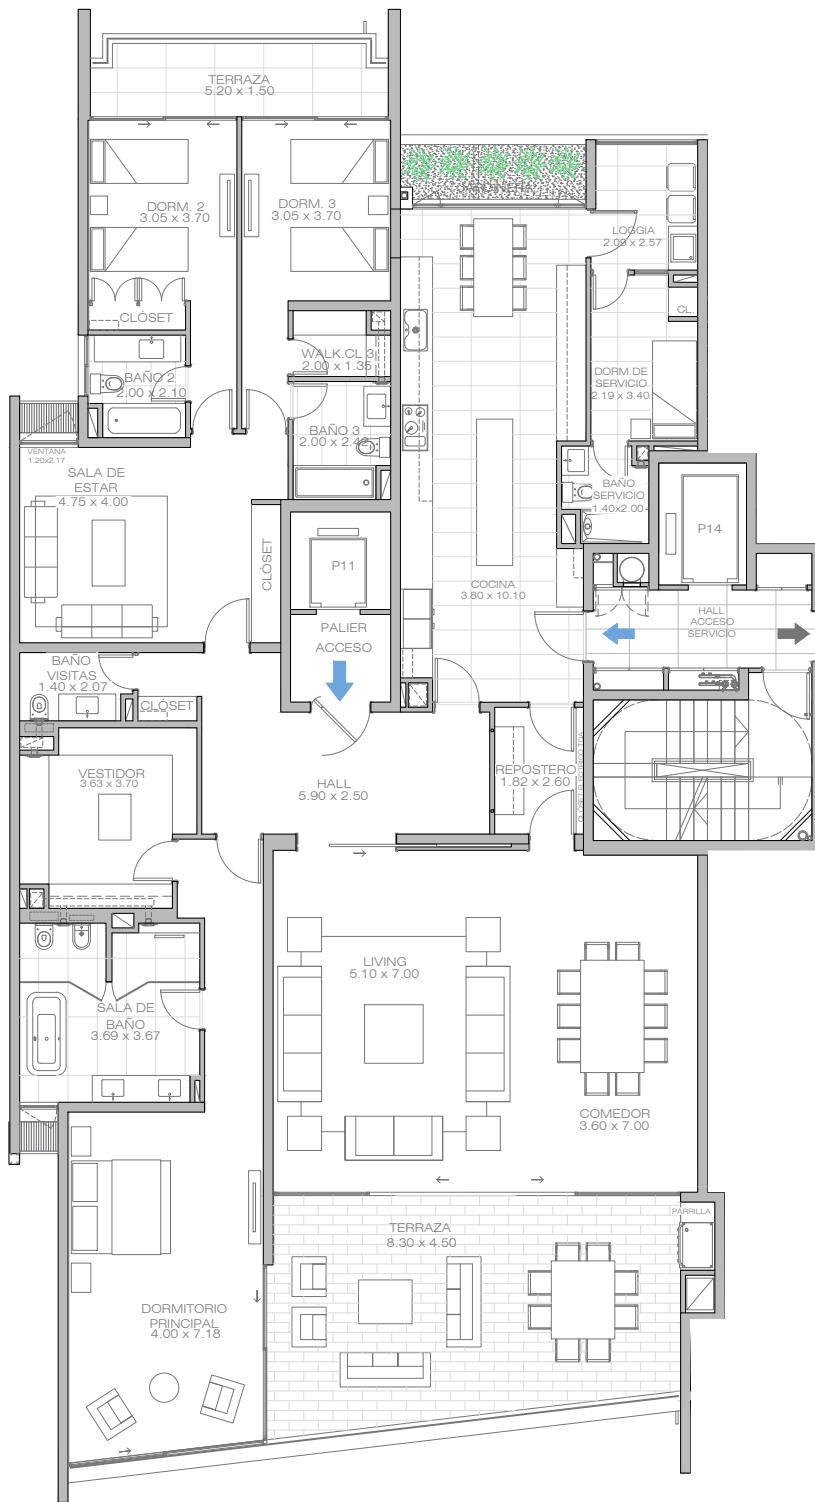 TERRAZA
5.20 x 1.50
DORM. 2
3.05 x 3.70
DORM. 3
3.05 x 3.70
JARDINERA
LOGGIA
2.09 x 2.57
CLÓSET
CL.
WALK.CL 3
2.00 x 1.35
BAÑO 2
2.00 x 2.10
DORM.DE
SERVICIO
2.19 x 3.40
BAÑO 3
2.00 x 2.42
VENTANA
1.20x2.17
SALA DE
ESTAR
4.75 x 4.00
BAÑO
SERVICIO
1.40x2.00
P14
CLÓSET
P11
COCINA
3.80 x 10.10
HALL
ACCESO
SERVICIO
PALIER
ACCESO
BAÑO
VISITAS
1.40 x 2.07
CLÓSET
VESTIDOR
3.63 x 3.70
HALL
5.90 x 2.50
REPOSTERO
1.82 x 2.60
LIVING
5.10 x 7.00
SALA DE
BAÑO
3.69 x 3.67
COMEDOR
3.60 x 7.00
TERRAZA
8.30 x 4.50
PARRILLA
DORMITORIO
PRINCIPAL
4.00 x 7.18